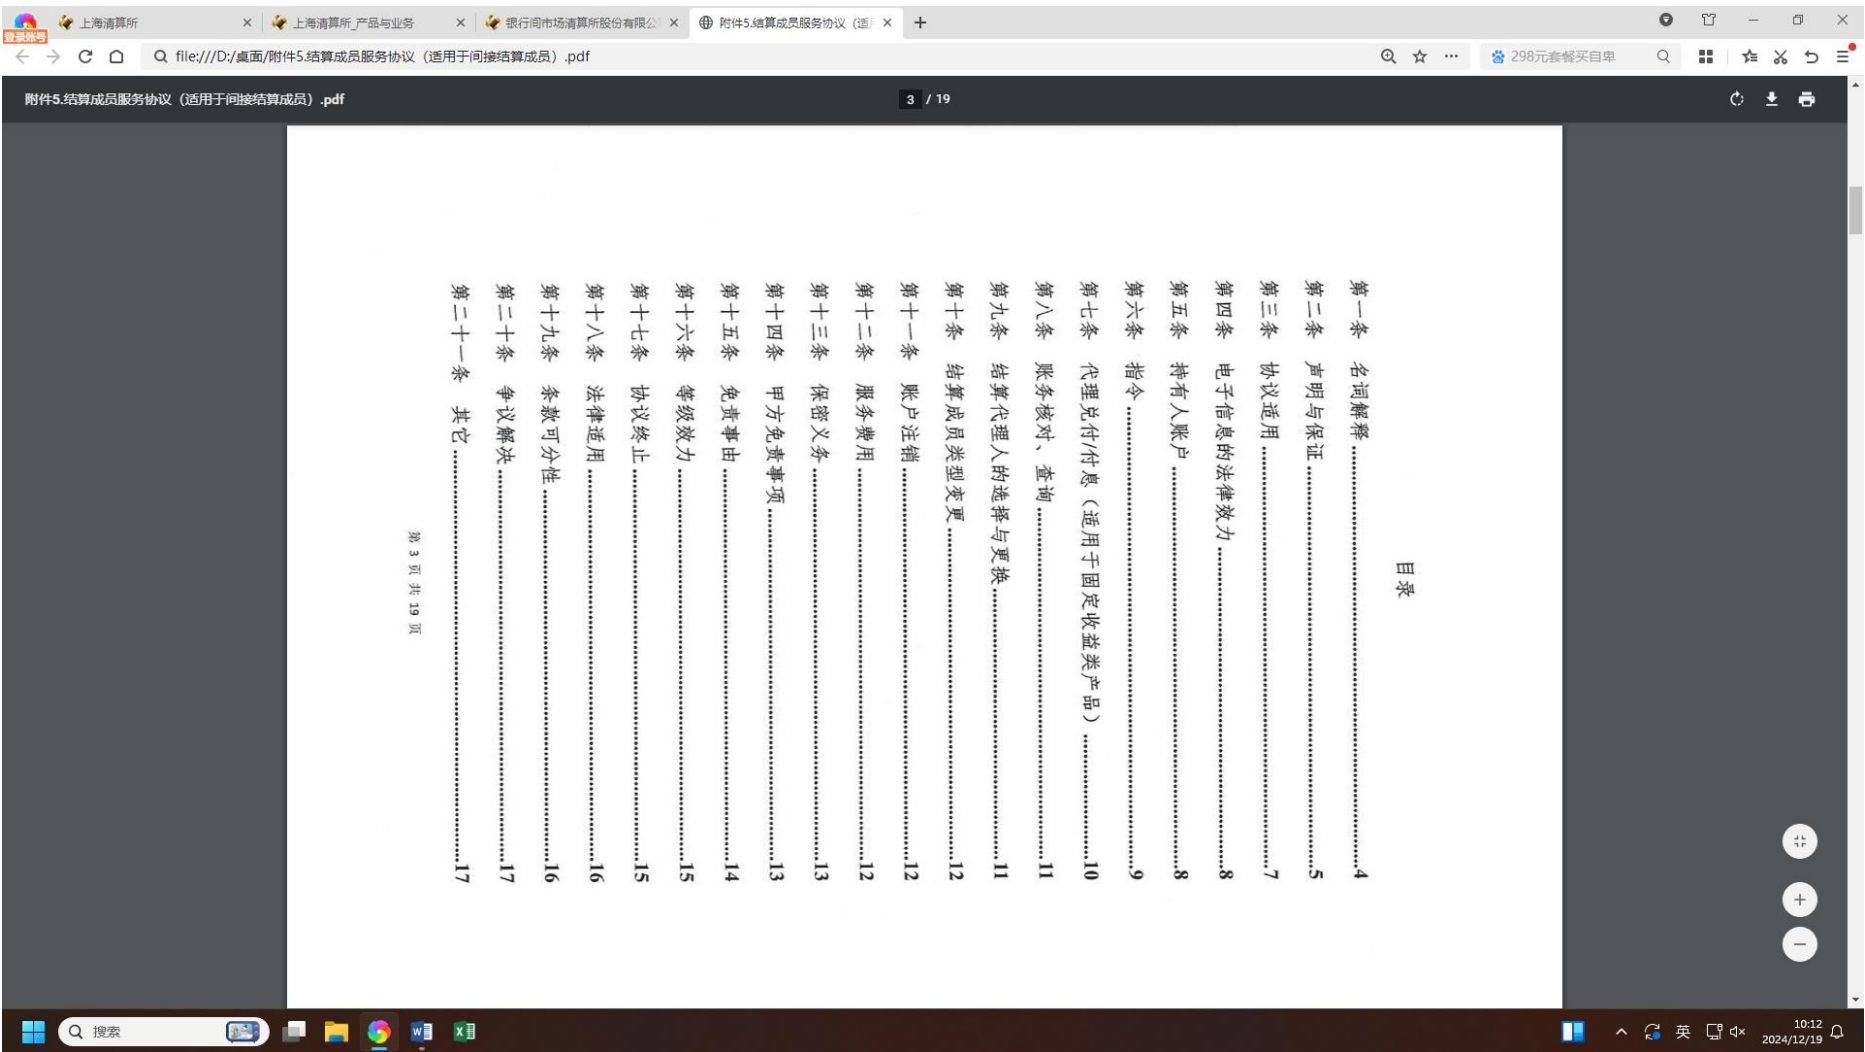 上海清算所
上海清算所_产品与业务
银行间市场清算所股份有限公
附件5.结算成员服务协议（适
登录账号
file:///D:/桌面/附件5.结算成员服务协议（适用于间接结算成员）.pdf
298元套餐买自卑
附件5.结算成员服务协议（适用于间接结算成员）.pdf
3 / 19
目录
第一条 名词解释 4
第二条 声明与保证 5
第三条 协议适用 7
第四条 电子信息的法律效力 8
第五条 持有人账户 8
第六条 指令 9
第七条 代理兑付/付息（适用于固定收益类产品） 10
第八条 账务核对、查询 11
第九条 结算代理人的选择与更换 11
第十条 结算成员类型变更 12
第十一条 账户注销 12
第十二条 服务费用 12
第十三条 保密义务 13
第十四条 甲方免责事项 13
第十五条 免责事由 14
第十六条 等级效力 15
第十七条 协议终止 15
第十八条 法律适用 16
第十九条 条款可分性 16
第二十条 争议解决 17
第二十一条 其它 17
第 3 页 共 19 页
搜索
英
10:12
2024/12/19